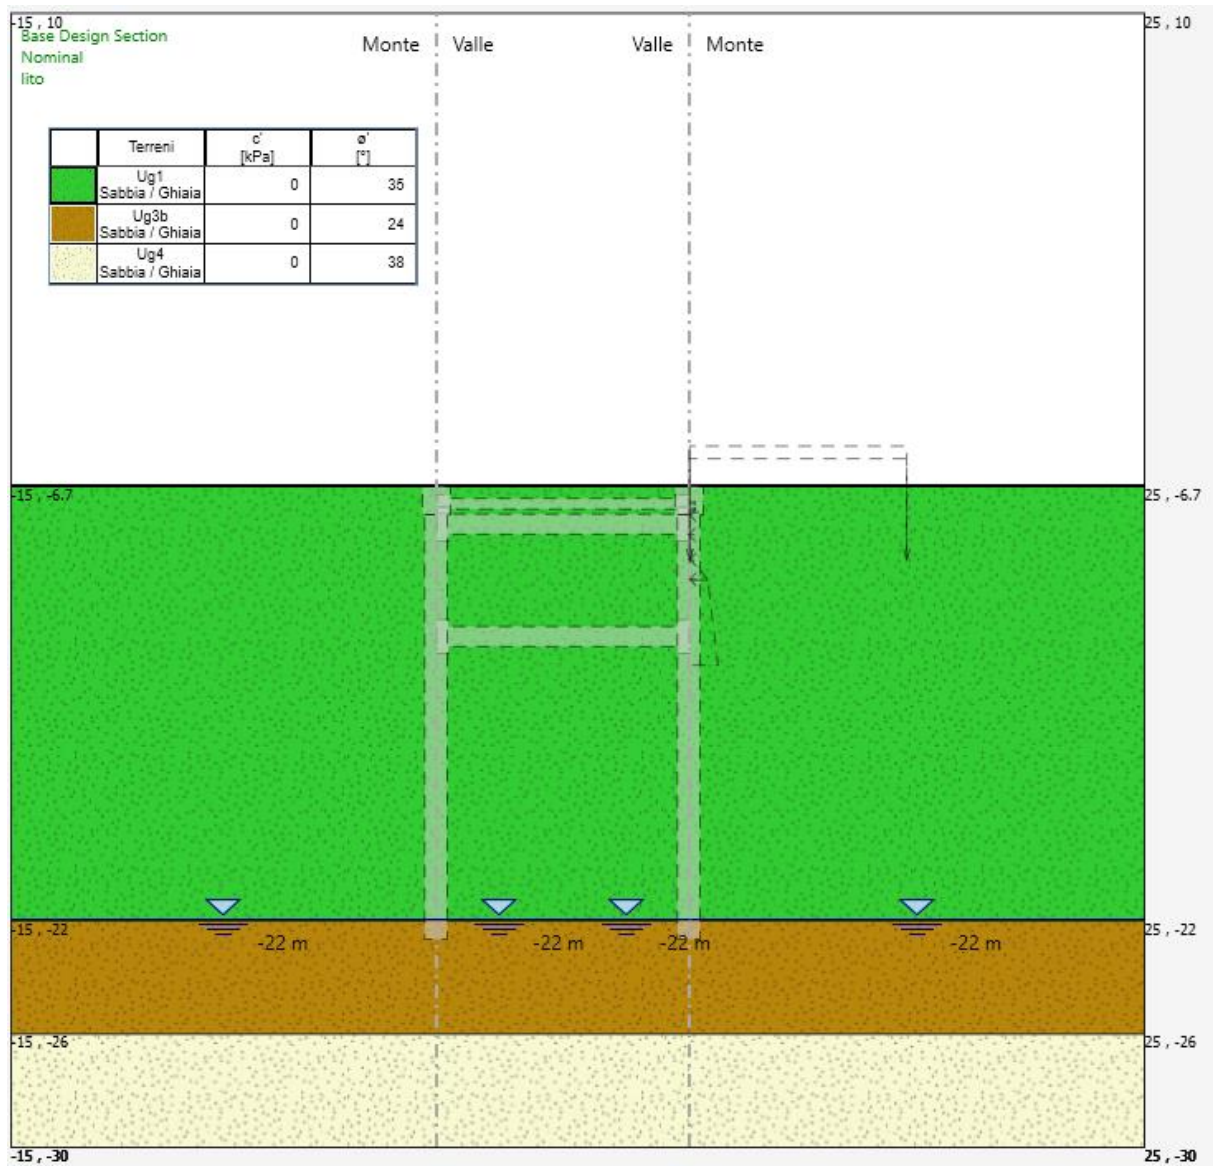 -15 , 10
25 , 10
Base Design Section
Nominal
lito
Monte
Valle
Valle
Monte
Terreni
c'
[kPa]
ø'
[°]
Ug1
Sabbia / Ghiaia
0
35
Ug3b
Sabbia / Ghiaia
0
24
Ug4
Sabbia / Ghiaia
0
38
-15 , -6.7
25 , -6.7
-15 , -22
-22 m
-22 m
-22 m
-22 m
25 , -22
-15 , -26
25 , -26
-15 , -30
25 , -30